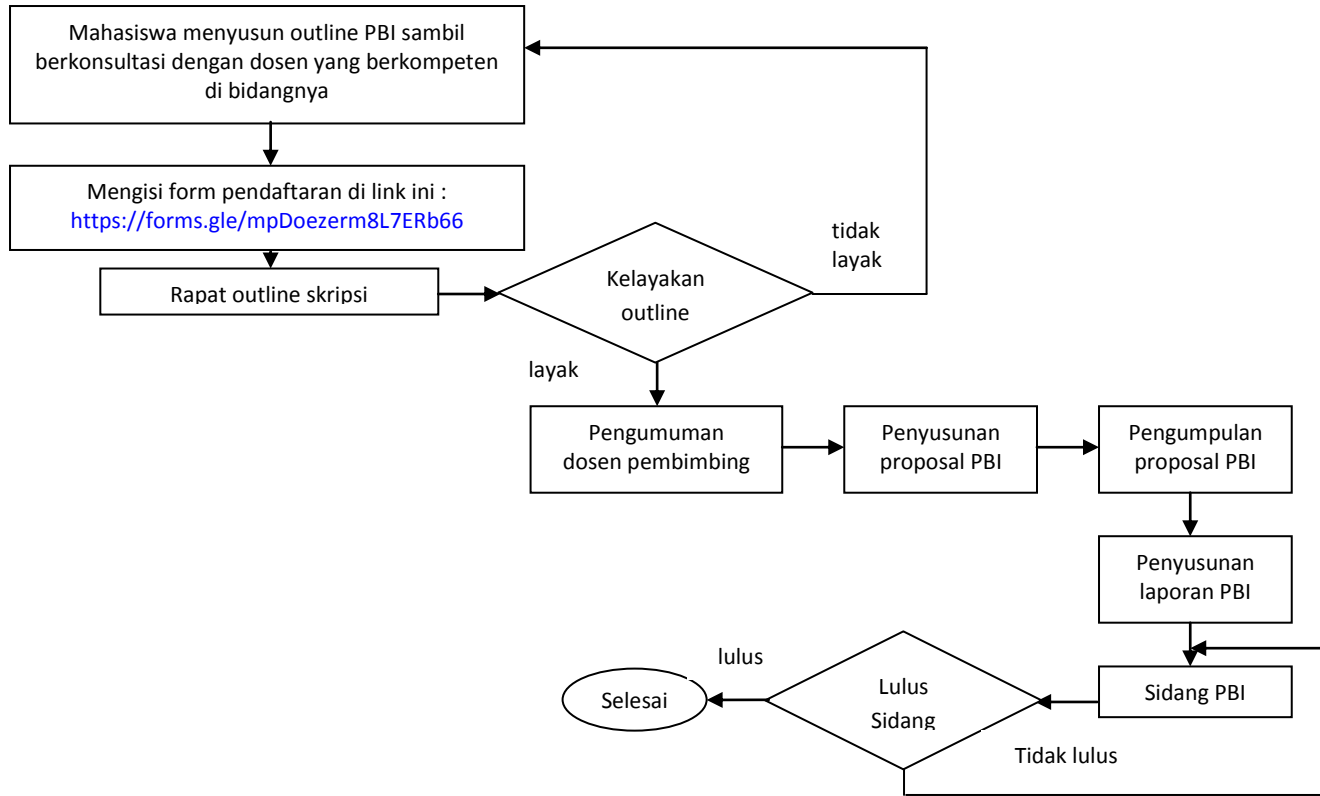 Mahasiswa menyusun outline PBI sambil
berkonsultasi dengan dosen yang berkompeten
di bidangnya
Mengisi form pendaftaran di link ini :
https://forms.gle/mpDoezerm8L7ERb66
Rapat outline skripsi
Kelayakan
outline
tidak
layak
layak
Pengumuman
dosen pembimbing
Penyusunan
proposal PBI
Pengumpulan
proposal PBI
Penyusunan
laporan PBI
Sidang PBI
Lulus
Sidang
Tidak lulus
lulus
Selesai